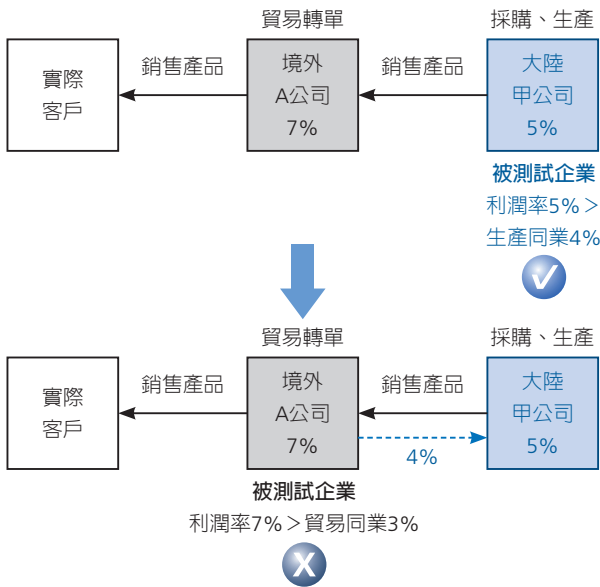 貿易轉單
採購、生產
實際
客戶
銷售產品
境外
A公司
7%
銷售產品
大陸
甲公司
5%
被測試企業
利潤率5%＞
生產同業4%
貿易轉單
採購、生產
實際
客戶
銷售產品
境外
A公司
7%
銷售產品
4%
大陸
甲公司
5%
被測試企業
利潤率7%＞貿易同業3%
X